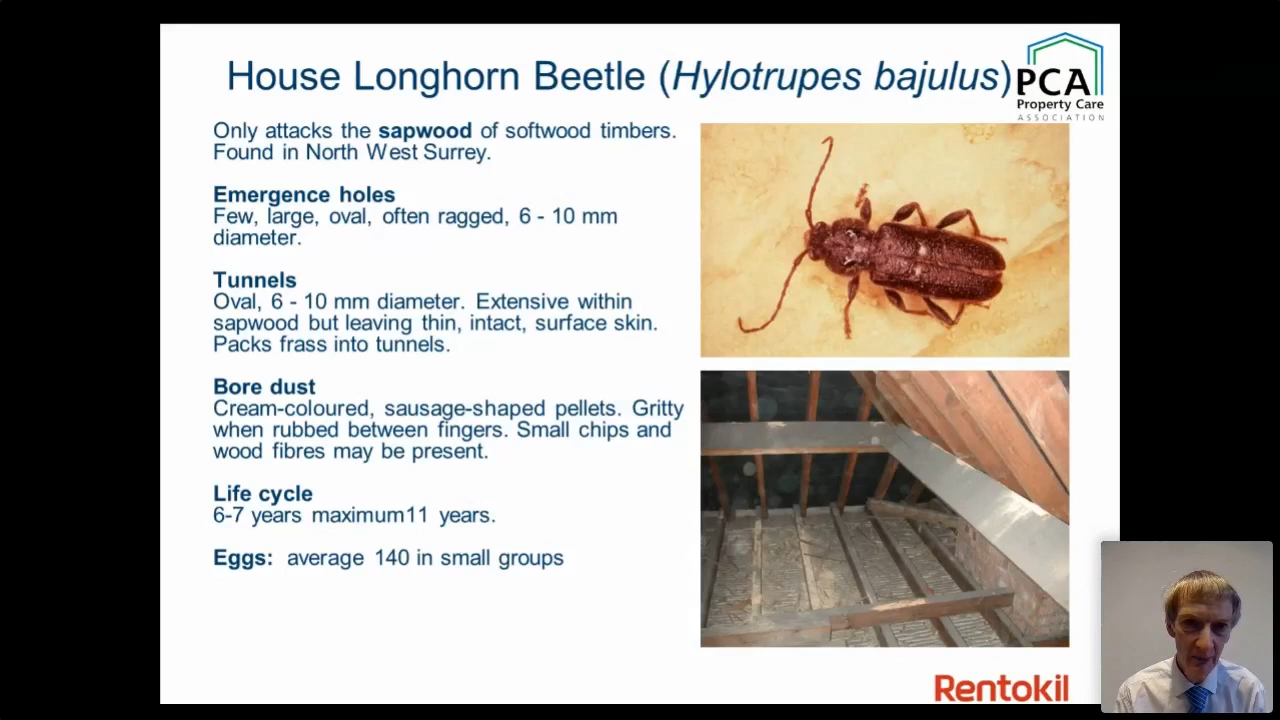 House Longhorn Beetle (Hylotrupes bajulus)
PCA
Property Care
ASSOCIATION
Only attacks the sapwood of softwood timbers.
Found in North West Surrey.
Emergence holes
Few, large, oval, often ragged, 6 - 10 mm
diameter.
Tunnels
Oval, 6 - 10 mm diameter. Extensive within
sapwood but leaving thin, intact, surface skin.
Packs frass into tunnels.
Bore dust
Cream-coloured, sausage-shaped pellets. Gritty
when rubbed between fingers. Small chips and
wood fibres may be present.
Life cycle
6-7 years maximum11 years.
Eggs: average 140 in small groups
Rentokil